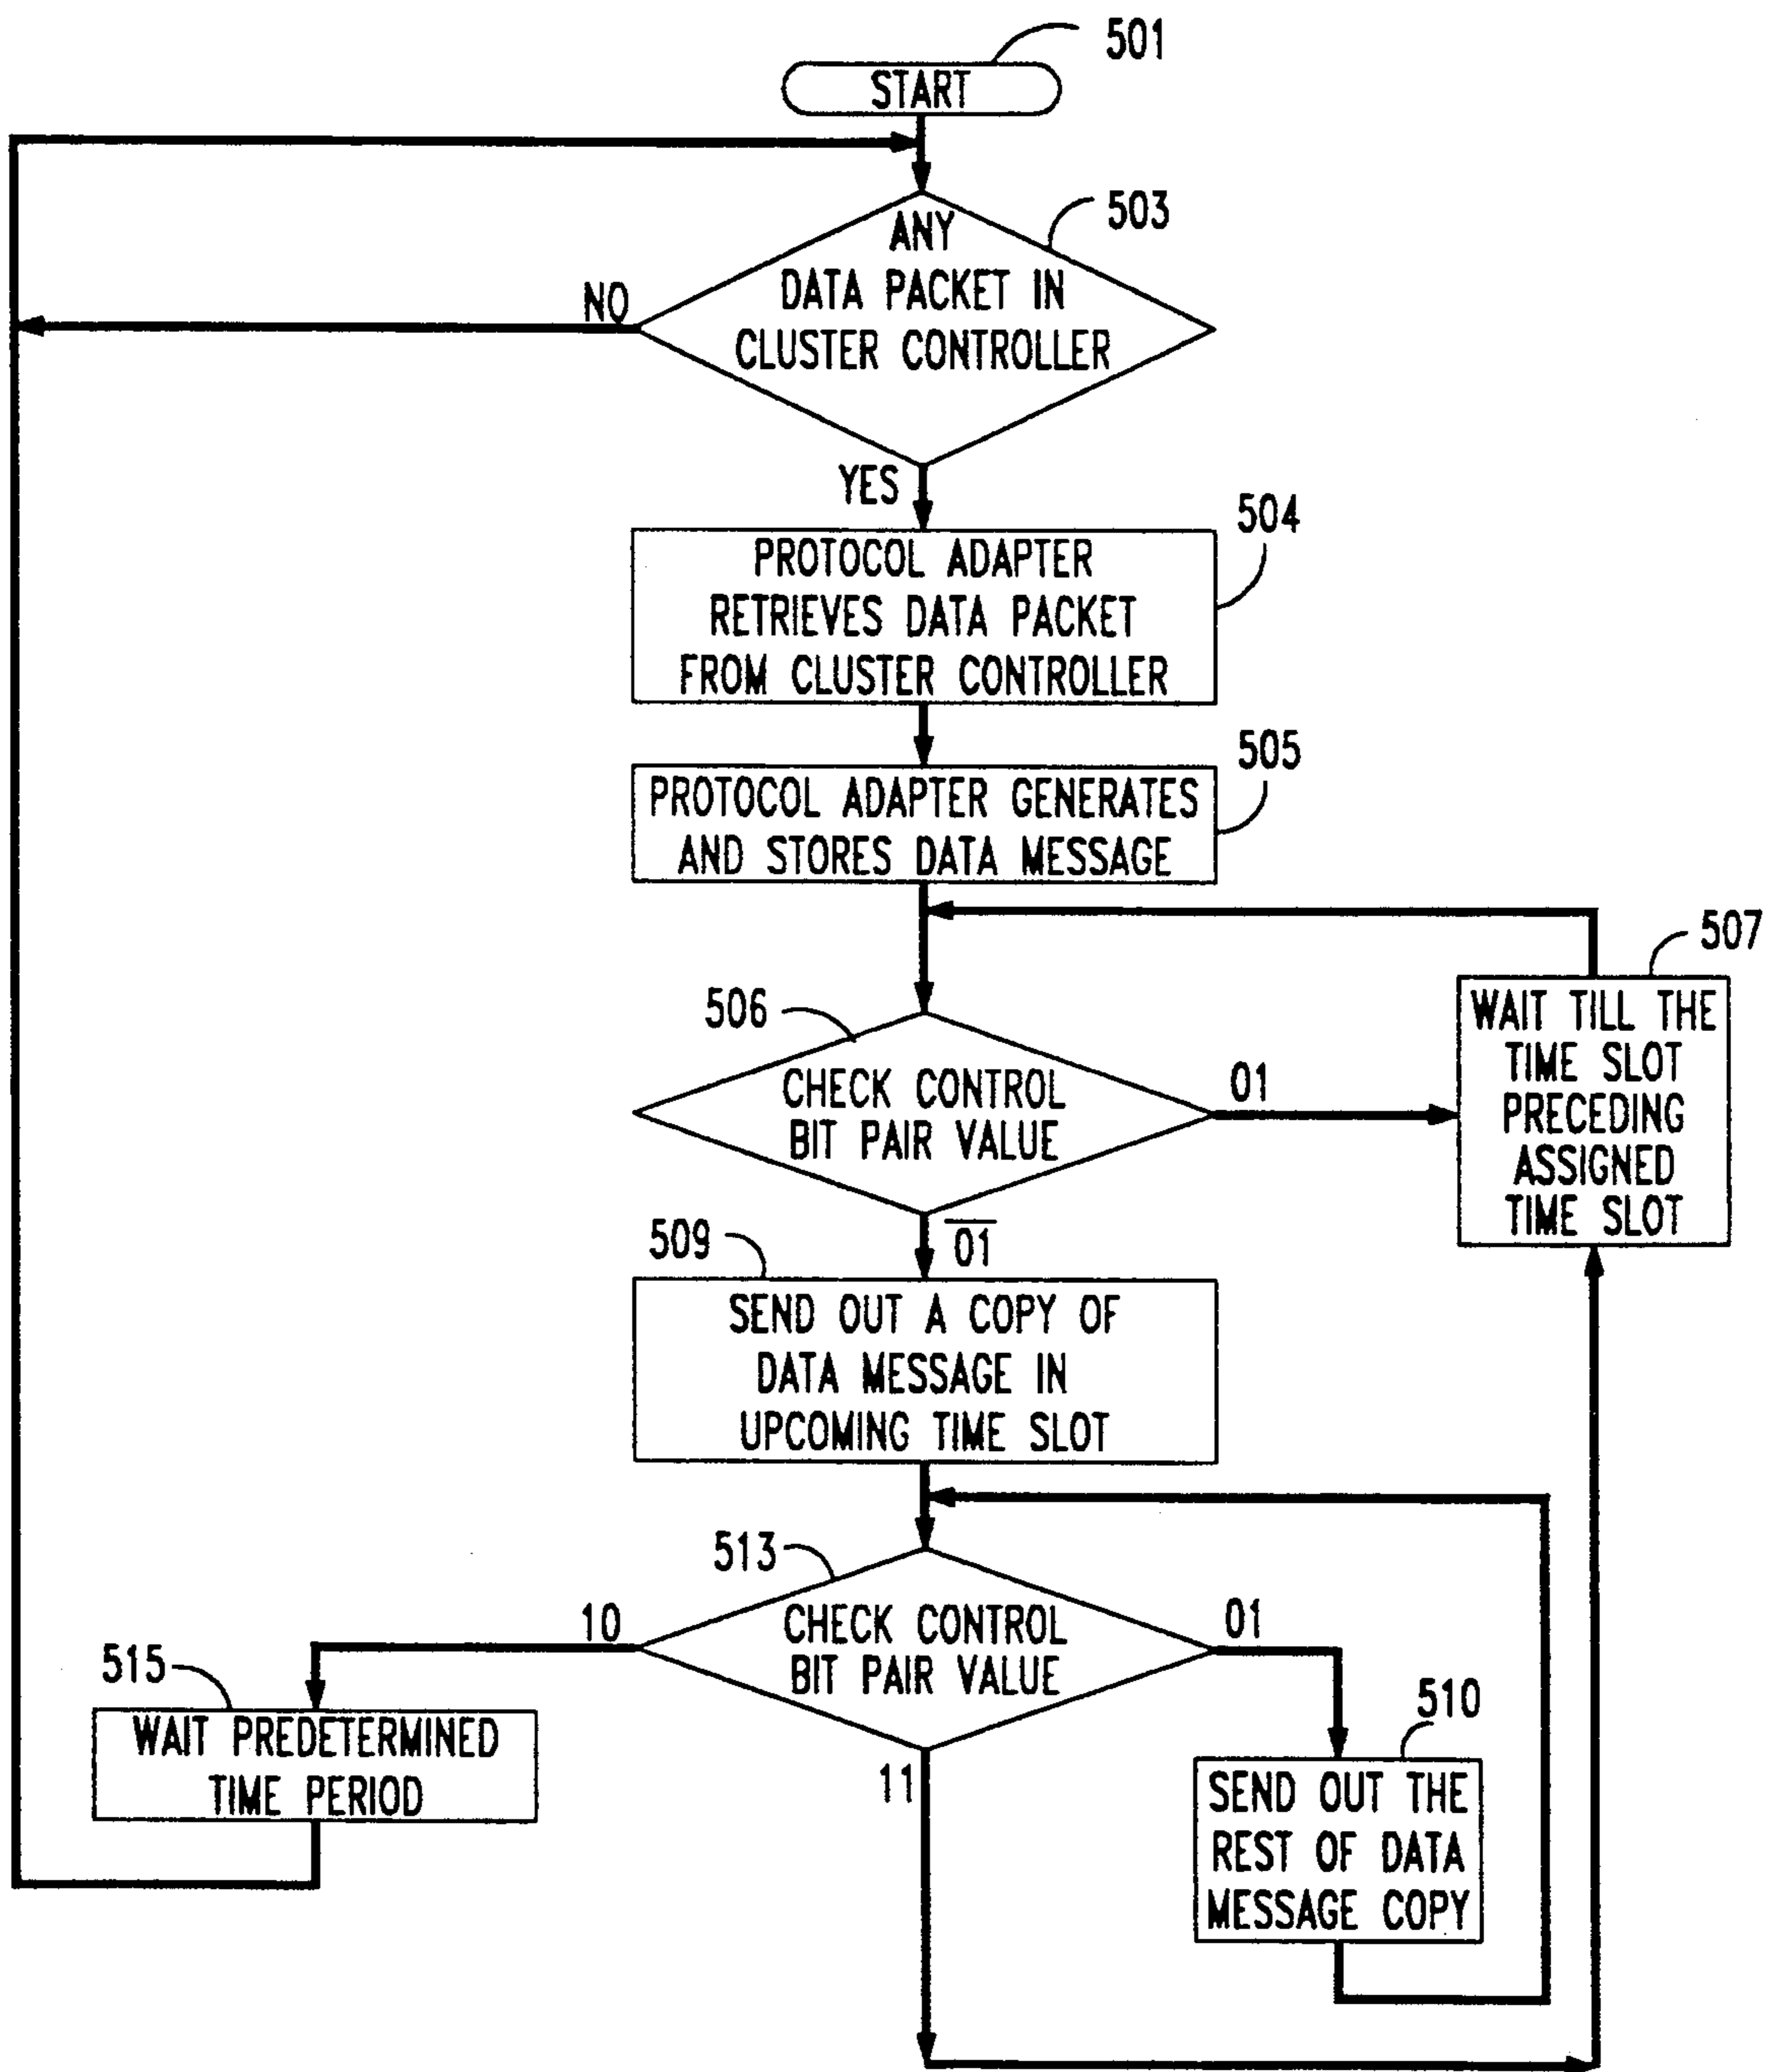 501
START
503
ANY
DATA PACKET IN
CLUSTER CONTROLLER
NO
YES
504
PROTOCOL ADAPTER
RETRIEVES DATA PACKET
FROM CLUSTER CONTROLLER
505
PROTOCOL ADAPTER GENERATES
AND STORES DATA MESSAGE
507
WAIT TILL THE
TIME SLOT
PRECEDING
ASSIGNED
TIME SLOT
506
CHECK CONTROL
BIT PAIR VALUE
01
0̅1̅
509
SEND OUT A COPY OF
DATA MESSAGE IN
UPCOMING TIME SLOT
513
CHECK CONTROL
BIT PAIR VALUE
10
01
11
515
WAIT PREDETERMINED
TIME PERIOD
510
SEND OUT THE
REST OF DATA
MESSAGE COPY